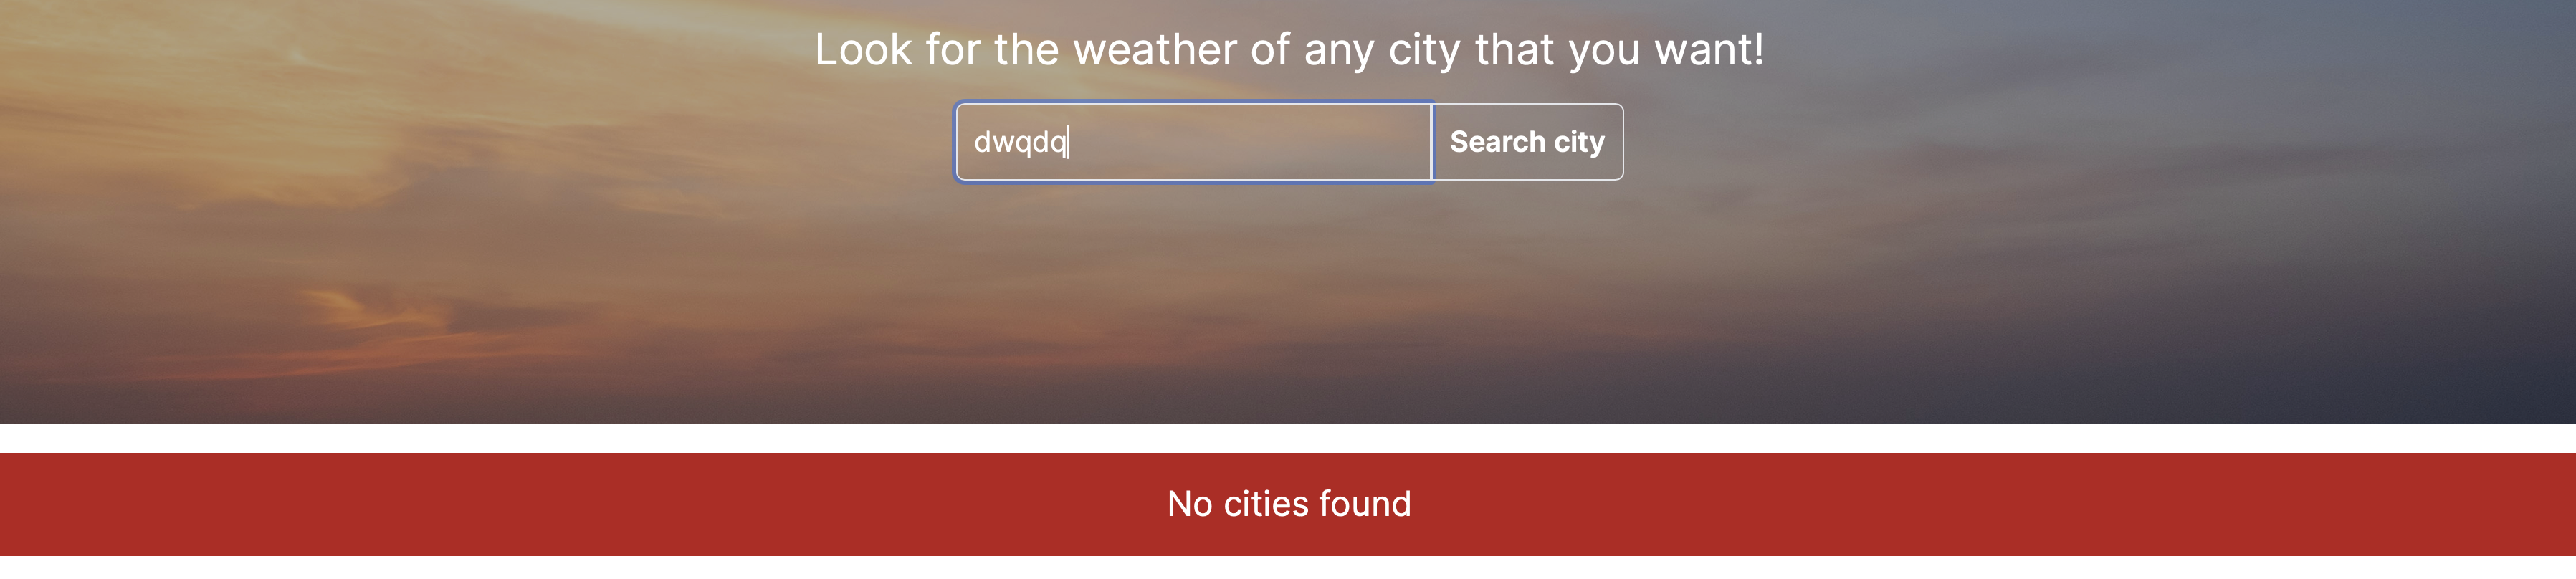 Look for the weather of any city that you want!
dwqdq
Search city
No cities found